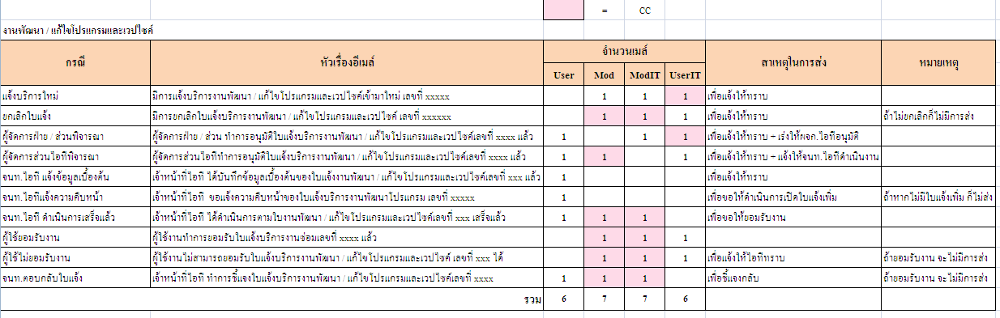 = CC
งานพัฒนา / แก้ไขโปรแกรมและเวปไซค์
กรณี หัวเรื่องอีเมล์ จำนวนเมล์ สาเหตุในการส่ง หมายเหตุ
User Mod ModIT UserIT
แจ้งบริการใหม่ มีการแจ้งบริการงานพัฒนา / แก้ไขโปรแกรมและเวปไซค์เข้ามาใหม่ เลขที่ xxxxx 1 1 1 เพื่อแจ้งให้ทราบ
ยกเลิกใบแจ้ง มีการยกเลิกใบแจ้งบริการงานพัฒนา / แก้ไขโปรแกรมและเวปไซค์ เลขที่ xxxxxx 1 1 1 เพื่อแจ้งให้ทราบ ถ้าไม่ยกเลิกก็ไม่มีการส่ง
ผู้จัดการฝ่าย / ส่วนพิจารณา ผู้จัดการฝ่าย / ส่วน ทำการอนุมัติใบแจ้งบริการงานพัฒนา / แก้ไขโปรแกรมและเวปไซค์เลขที่ xxxx แล้ว 1 1 1 เพื่อแจ้งให้ทราบ + เร่งให้ผจก.ไอทีอนุมัติ
ผู้จัดการส่วนไอทีพิจารณา ผู้จัดการส่วนไอทีทำการอนุมัติใบแจ้งบริการงานพัฒนา / แก้ไขโปรแกรมและเวปไซค์เลขที่ xxxx แล้ว 1 1 1 เพื่อแจ้งให้ทราบ + แจ้งให้จนท.ไอทีดำเนินงาน
จนท.ไอที แจ้งข้อมูลเบื้องต้น เจ้าหน้าที่ไอที ได้บันทึกข้อมูลเบื้องต้นของใบแจ้งงานพัฒนา / แก้ไขโปรแกรมและเวปไซค์เลขที่ xxx แล้ว 1 เพื่อแจ้งให้ทราบ
จนท.ไอทีแจ้งความคืบหน้า เจ้าหน้าที่ไอที ขอแจ้งความคืบหน้าของใบแจ้งบริการงานพัฒนาโปรแกรม เลขที่ xxxxx 1 เพื่อขอให้ดำเนินการเปิดใบแจ้งเพิ่ม ถ้าหากไม่มีใบแจ้งเพิ่ม ก็ไม่ส่ง
จนท.ไอที ดำเนินการเสร็จแล้ว เจ้าหน้าที่ไอที ได้ดำเนินการตามใบงานพัฒนา / แก้ไขโปรแกรมและเวปไซค์เลขที่ xxx เสร็จแล้ว 1 1 1 เพื่อขอให้ยอมรับงาน
ผู้ใช้ยอมรับงาน ผู้ใช้งานทำการยอมรับใบแจ้งบริการงานซ่อมเลขที่ xxxx แล้ว 1 1 1
ผู้ใช้ไม่ยอมรับงาน ผู้ใช้งานไม่สามารถยอมรับใบแจ้งบริการงานพัฒนา / แก้ไขโปรแกรมและเวปไซค์ เลขที่ xxx ได้ 1 1 1 เพื่อแจ้งให้ไอทีทราบ ถ้ายอมรับงาน จะไม่มีการส่ง
จนท.ตอบกลับใบแจ้ง เจ้าหน้าที่ไอที ทำการชี้แจงใบแจ้งบริการงานพัฒนา / แก้ไขโปรแกรมและเวปไซค์เลขที่ xxxx 1 1 1 เพื่อชี้แจงกลับ ถ้ายอมรับงาน จะไม่มีการส่ง
รวม 6 7 7 6